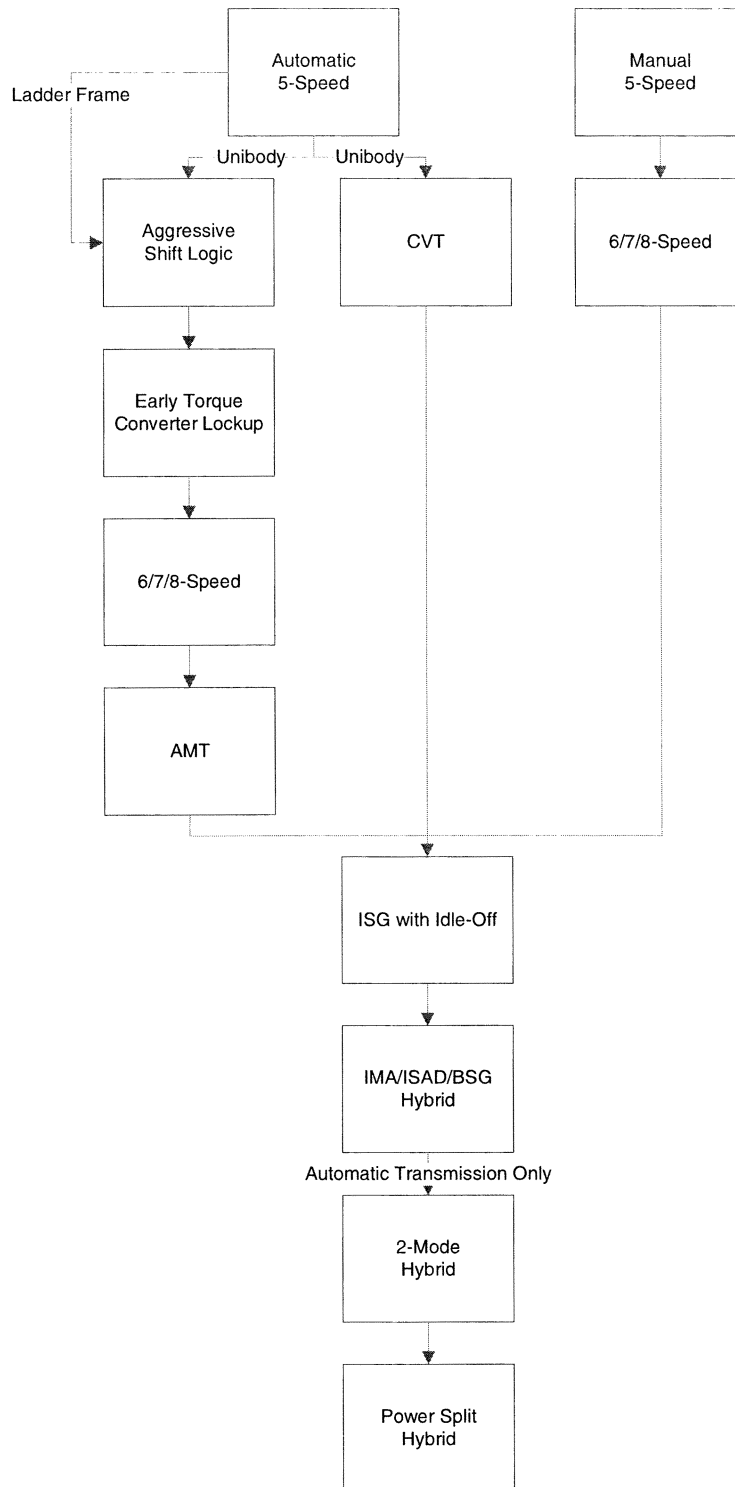 Automatic
5-Speed
Manual
5-Speed
Ladder Frame
Unibody
Unibody
Aggressive
Shift Logic
CVT
6/7/8-Speed
Early Torque
Converter Lockup
6/7/8-Speed
AMT
ISG with Idle-Off
IMA/ISAD/BSG
Hybrid
Automatic Transmission Only
2-Mode
Hybrid
Power Split
Hybrid